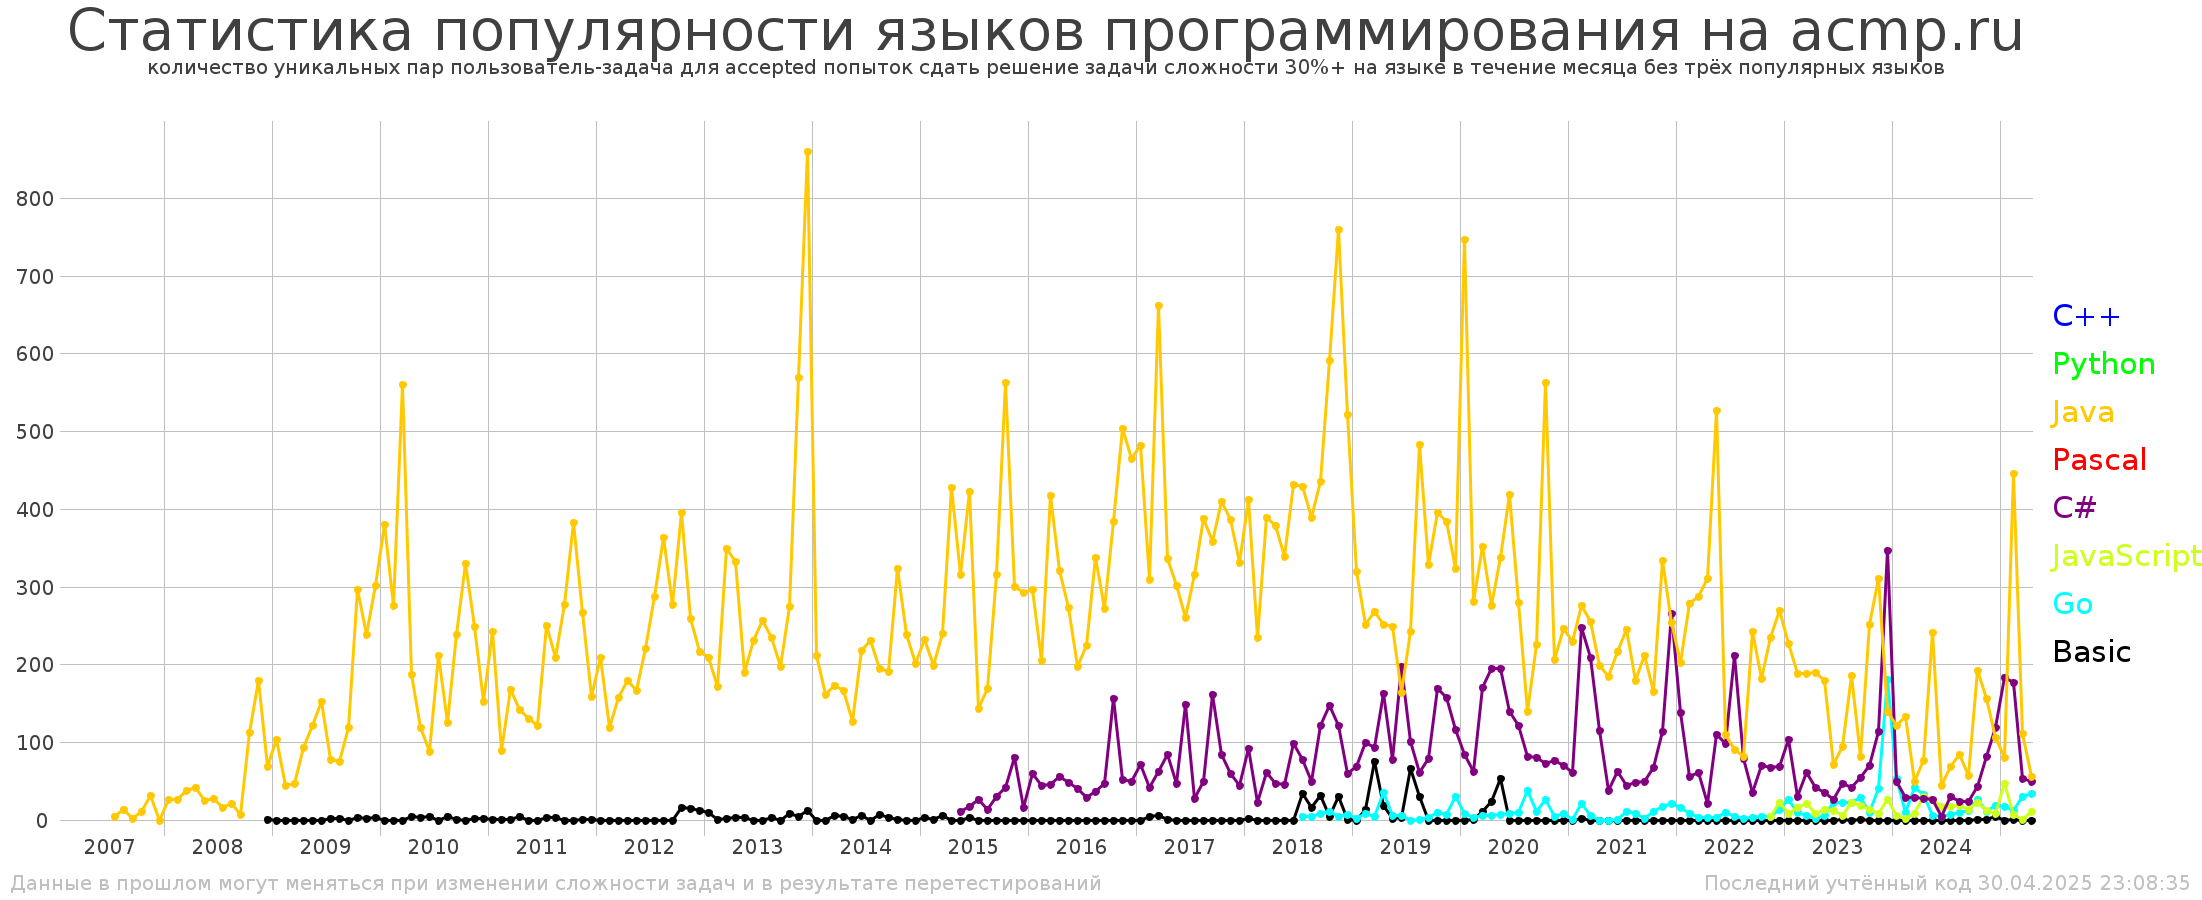 Статистика популярности языков программирования на acmp.ru
количество уникальных пар пользователь-задача для accepted попыток сдать решение задачи сложности 30%+ на языке в течение месяца без трёх популярных языков
800
700
600
500
400
300
200
100
0
C++
Python
Java
Pascal
C#
JavaScript
Go
Basic
2007 2008 2009 2010 2011 2012 2013 2014 2015 2016 2017 2018 2019 2020 2021 2022 2023 2024
Данные в прошлом могут меняться при изменении сложности задач и в результате перетестирований
Последний учтённый код 30.04.2025 23:08:35